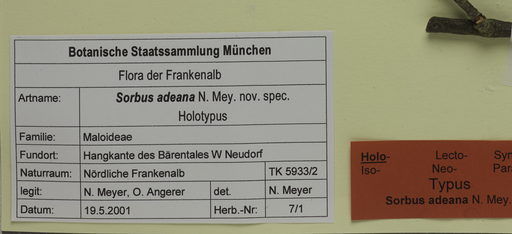 Botanische Staatssammlung München
Flora der Frankenalb
Artname: Sorbus adeana N. Mey. nov. spec.
Holotypus
Familie: Maloideae
Fundort: Hangkante des Bärentales W Neudorf
Naturraum: Nördliche Frankenalb TK 5933/2
legit: N. Meyer, O. Angerer det. N. Meyer
Datum: 19.5.2001 Herb.-Nr: 7/1
Holo- Lecto- Syn
Iso- Neo- Par
Typus
Sorbus adeana N. Mey.